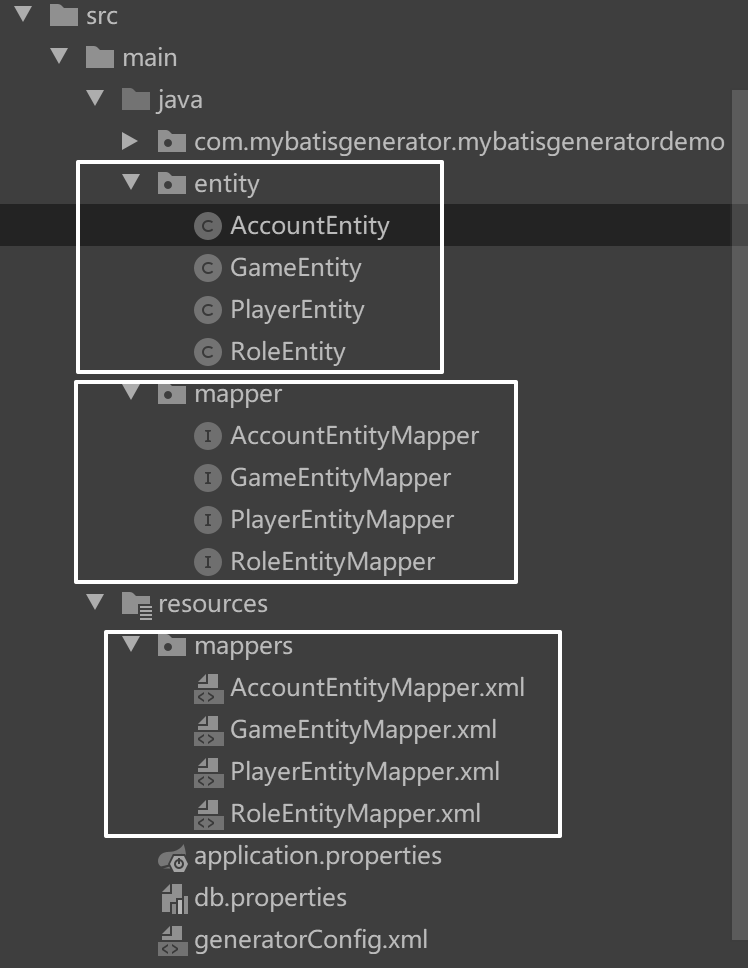 src
main
java
com.mybatisgenerator.mybatisgeneratordemo
entity
AccountEntity
GameEntity
PlayerEntity
RoleEntity
mapper
AccountEntityMapper
GameEntityMapper
PlayerEntityMapper
RoleEntityMapper
resources
mappers
AccountEntityMapper.xml
GameEntityMapper.xml
PlayerEntityMapper.xml
RoleEntityMapper.xml
application.properties
db.properties
generatorConfig.xml